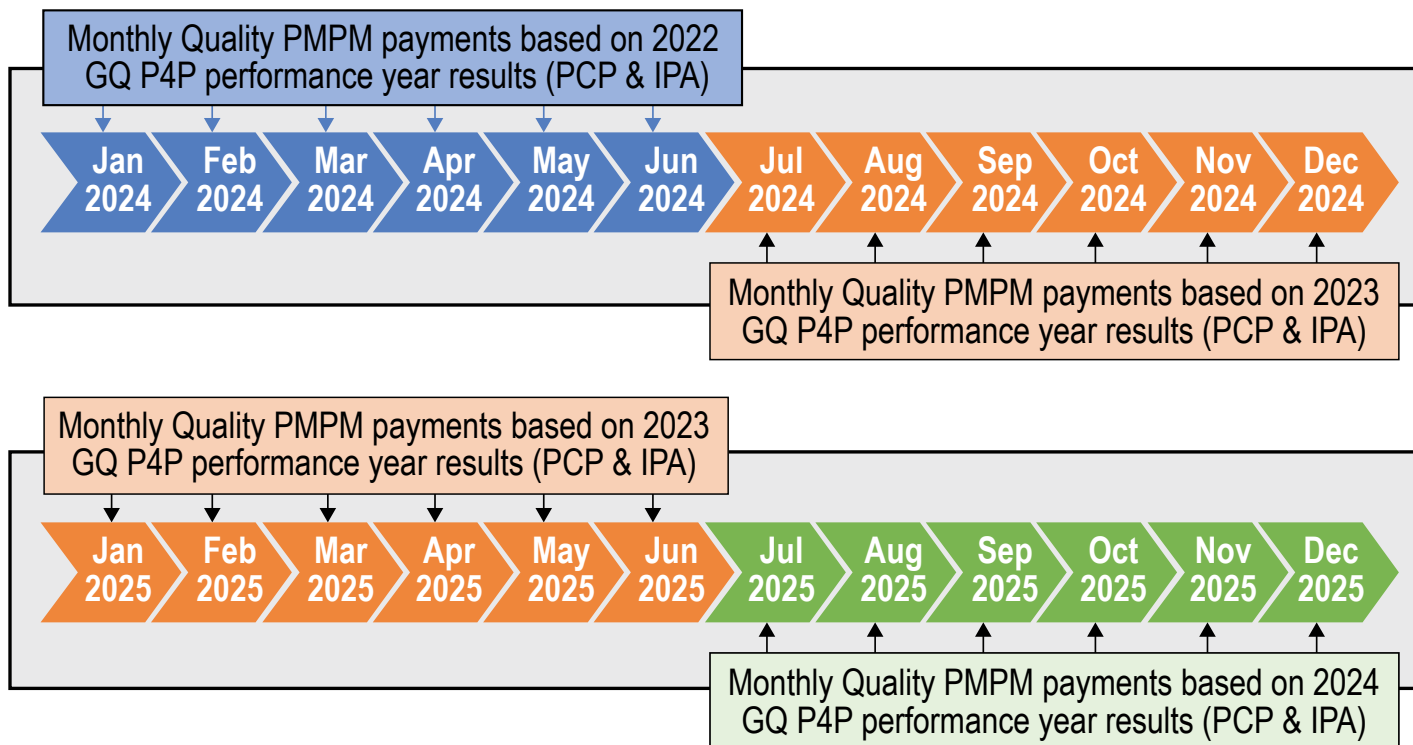 Monthly Quality PMPM payments based on 2022
GQ P4P performance year results (PCP & IPA)
Jan 2024
Feb 2024
Mar 2024
Apr 2024
May 2024
Jun 2024
Jul 2024
Aug 2024
Sep 2024
Oct 2024
Nov 2024
Dec 2024
Monthly Quality PMPM payments based on 2023
GQ P4P performance year results (PCP & IPA)
Monthly Quality PMPM payments based on 2023
GQ P4P performance year results (PCP & IPA)
Jan 2025
Feb 2025
Mar 2025
Apr 2025
May 2025
Jun 2025
Jul 2025
Aug 2025
Sep 2025
Oct 2025
Nov 2025
Dec 2025
Monthly Quality PMPM payments based on 2024
GQ P4P performance year results (PCP & IPA)